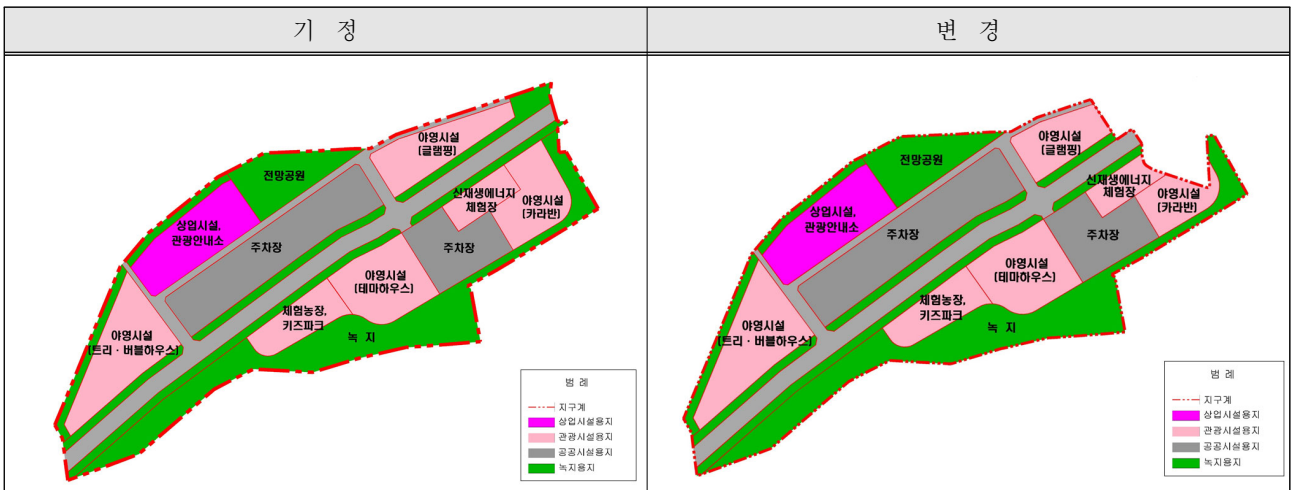 기 정
변 경
야영시설
(글램핑)
전망공원
신재생에너지
체험장
야영시설
(카라반)
상업시설,
관광안내소
주차장
주차장
야영시설
(테마하우스)
체험농장,
키즈파크
야영시설
(트리 · 버블하우스)
녹 지
범 례
지구계
상업시설용지
관광시설용지
공공시설용지
녹지용지
야영시설
(글램핑)
전망공원
신재생에너지
체험장
야영시설
(카라반)
상업시설,
관광안내소
주차장
주차장
야영시설
(테마하우스)
체험농장,
키즈파크
야영시설
(트리 · 버블하우스)
녹 지
범 례
지구계
상업시설용지
관광시설용지
공공시설용지
녹지용지